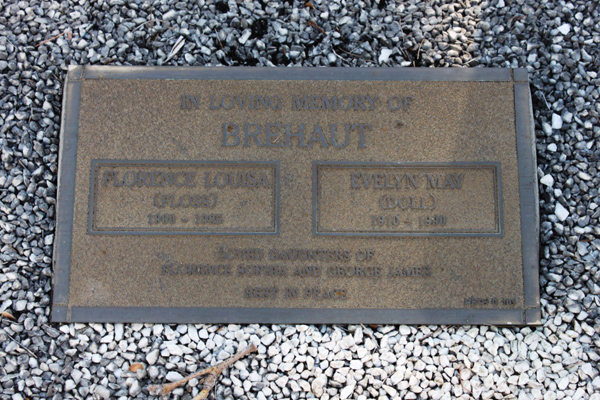 IN LOVING MEMORY OF
BREHAUT
FLORENCE LOUISA
(FLOSS)
EVELYN MAY
(DOLL)
LOVED DAUGHTERS OF
FLORENCE SOPHIE AND GEORGE JAMES
REST IN PEACE